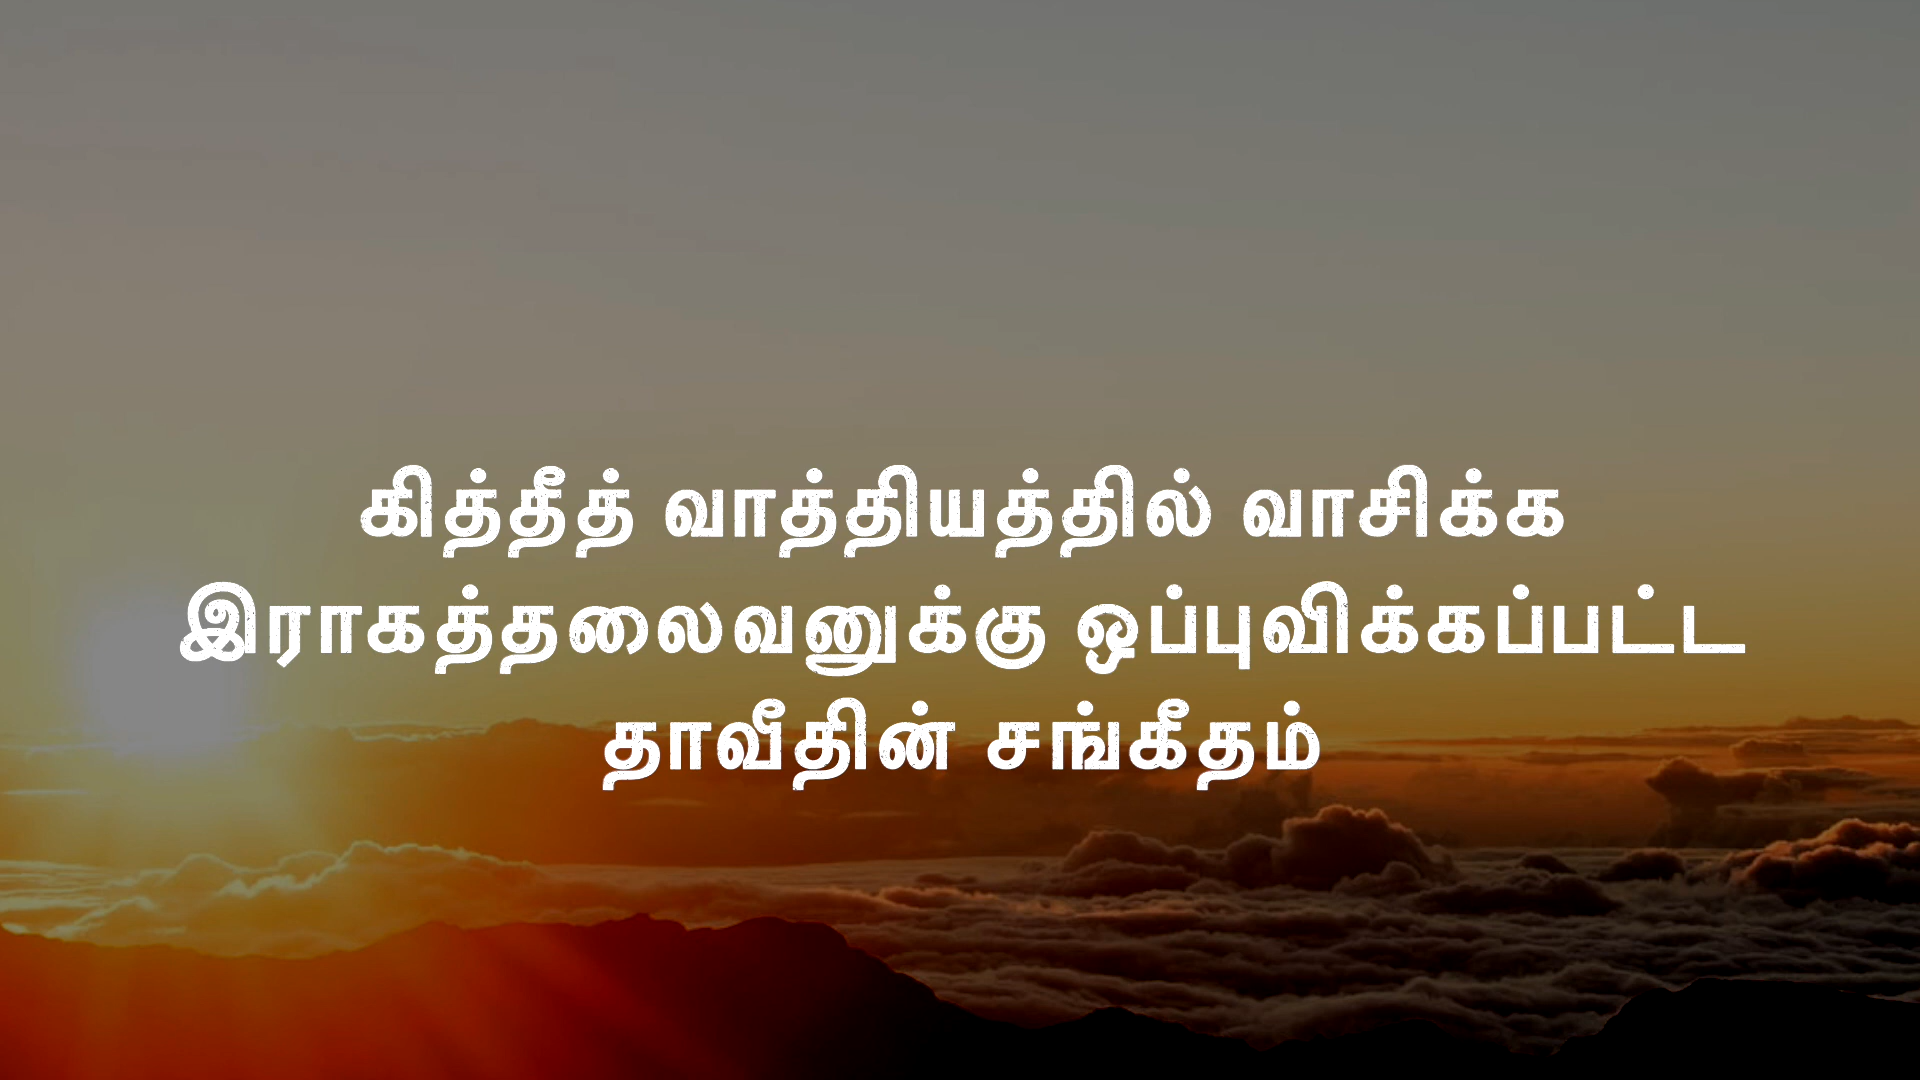 கித்தீத் வாத்தியத்தில் வாசிக்க
இராகத்தலைவனுக்கு ஒப்புவிக்கப்பட்ட
தாவீதின் சங்கீதம்